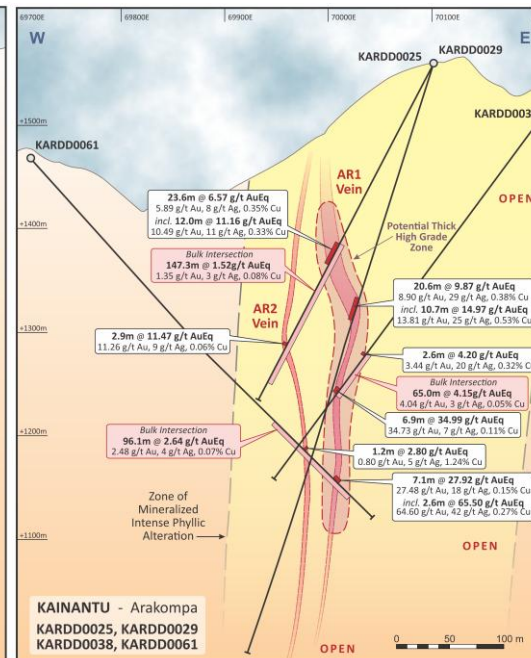 69700E
69800E
69900E
70000E
70100E
W
E
KARDD0029
KARDD0025
KARDD0061
OPEN
+1500m
+1400m
+1300m
+1200m
+1100m
AR1
Vein
23.6m @ 6.57 g/t AuEq
5.89 g/t Au, 8 g/t Ag, 0.35% Cu
incl. 12.0m @ 11.16 g/t AuEq
10.49 g/t Au, 11 g/t Ag, 0.33% Cu
Potential Thick
High Grade
Zone
Bulk Intersection
147.3m @ 1.52g/t AuEq
1.35 g/t Au, 3 g/t Ag, 0.08% Cu
20.6m @ 9.87 g/t AuEq
8.90 g/t Au, 29 g/t Ag, 0.38% Cu
incl. 10.7m @ 14.97 g/t AuEq
13.81 g/t Au, 25 g/t Ag, 0.53% Cu
AR2
Vein
2.9m @ 11.47 g/t AuEq
11.26 g/t Au, 9 g/t Ag, 0.06% Cu
2.6m @ 4.20 g/t AuEq
3.44 g/t Au, 20 g/t Ag, 0.32% Cu
Bulk Intersection
65.0m @ 4.15g/t AuEq
4.04 g/t Au, 3 g/t Ag, 0.05% Cu
6.9m @ 34.99 g/t AuEq
34.73 g/t Au, 7 g/t Ag, 0.11% Cu
Bulk Intersection
96.1m @ 2.64 g/t AuEq
2.48 g/t Au, 4 g/t Ag, 0.07% Cu
1.2m @ 2.80 g/t AuEq
0.80 g/t Au, 5 g/t Ag, 1.24% Cu
7.1m @ 27.92 g/t AuEq
27.48 g/t Au, 18 g/t Ag, 0.15% Cu
incl. 2.6m @ 65.50 g/t AuEq
64.60 g/t Au, 42 g/t Ag, 0.27% Cu
Zone of
Mineralized
Intense Phyllic
Alteration
OPEN
KAINANTU - Arakompa
KARDD0025, KARDD0029
KARDD0038, KARDD0061
OPEN
0 50 100 m